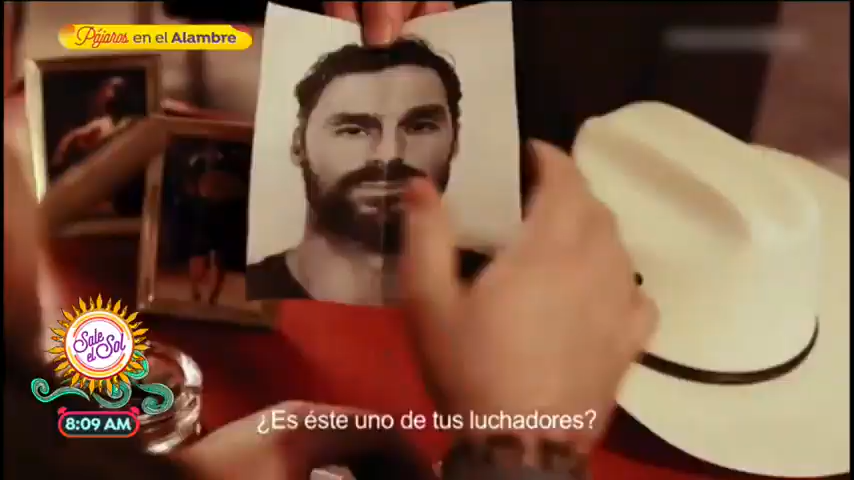 Pájaros en el Alambre
Sale
el Sol
8:09 AM
¿Es éste uno de tus luchadores?